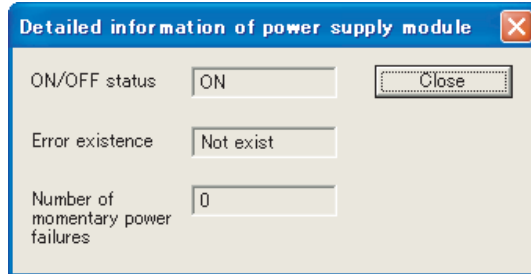 Detailed information of power supply module
ON/OFF status
ON
Close
Error existence
Not exist
Number of
momentary power
failures
0